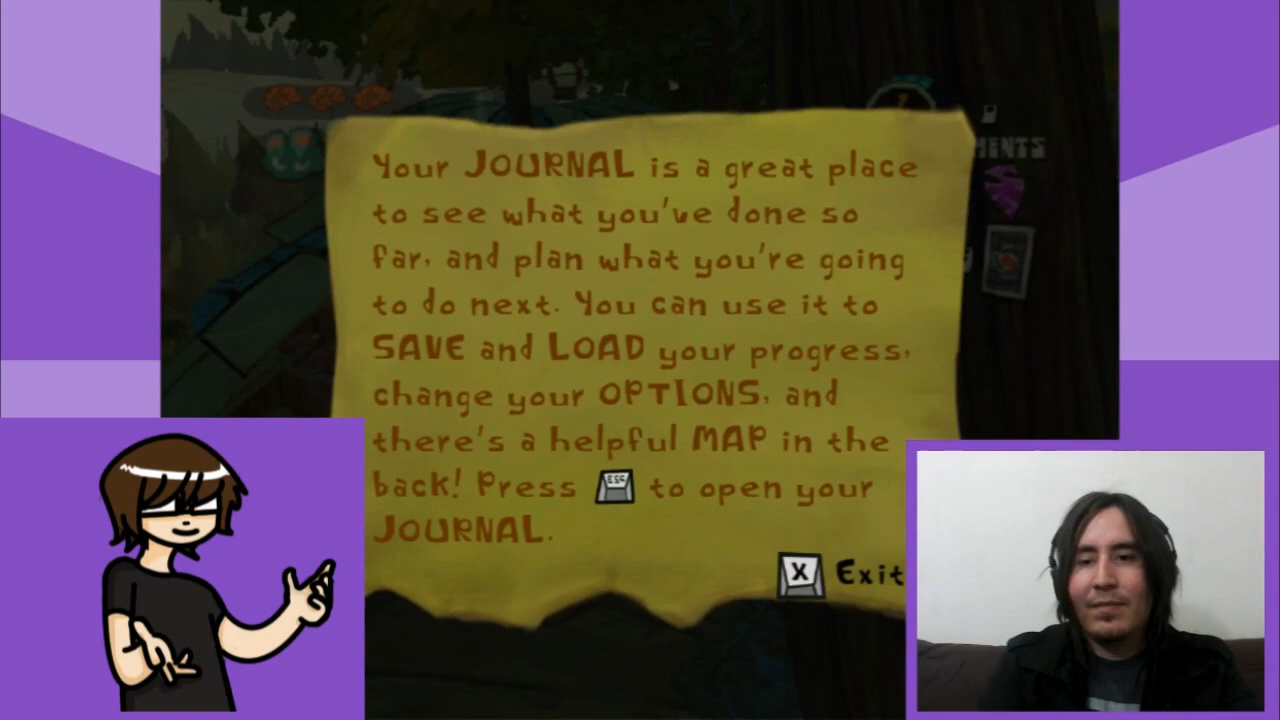 MENTS
Your JOURNAL is a great place
to see what you've done so
far, and plan what you're going
to do next. You can use it to
SAVE and LOAD your progress,
change your OPTIONS, and
there's a helpful MAP in the
back! Press ESC to open your
JOURNAL.
X Exit